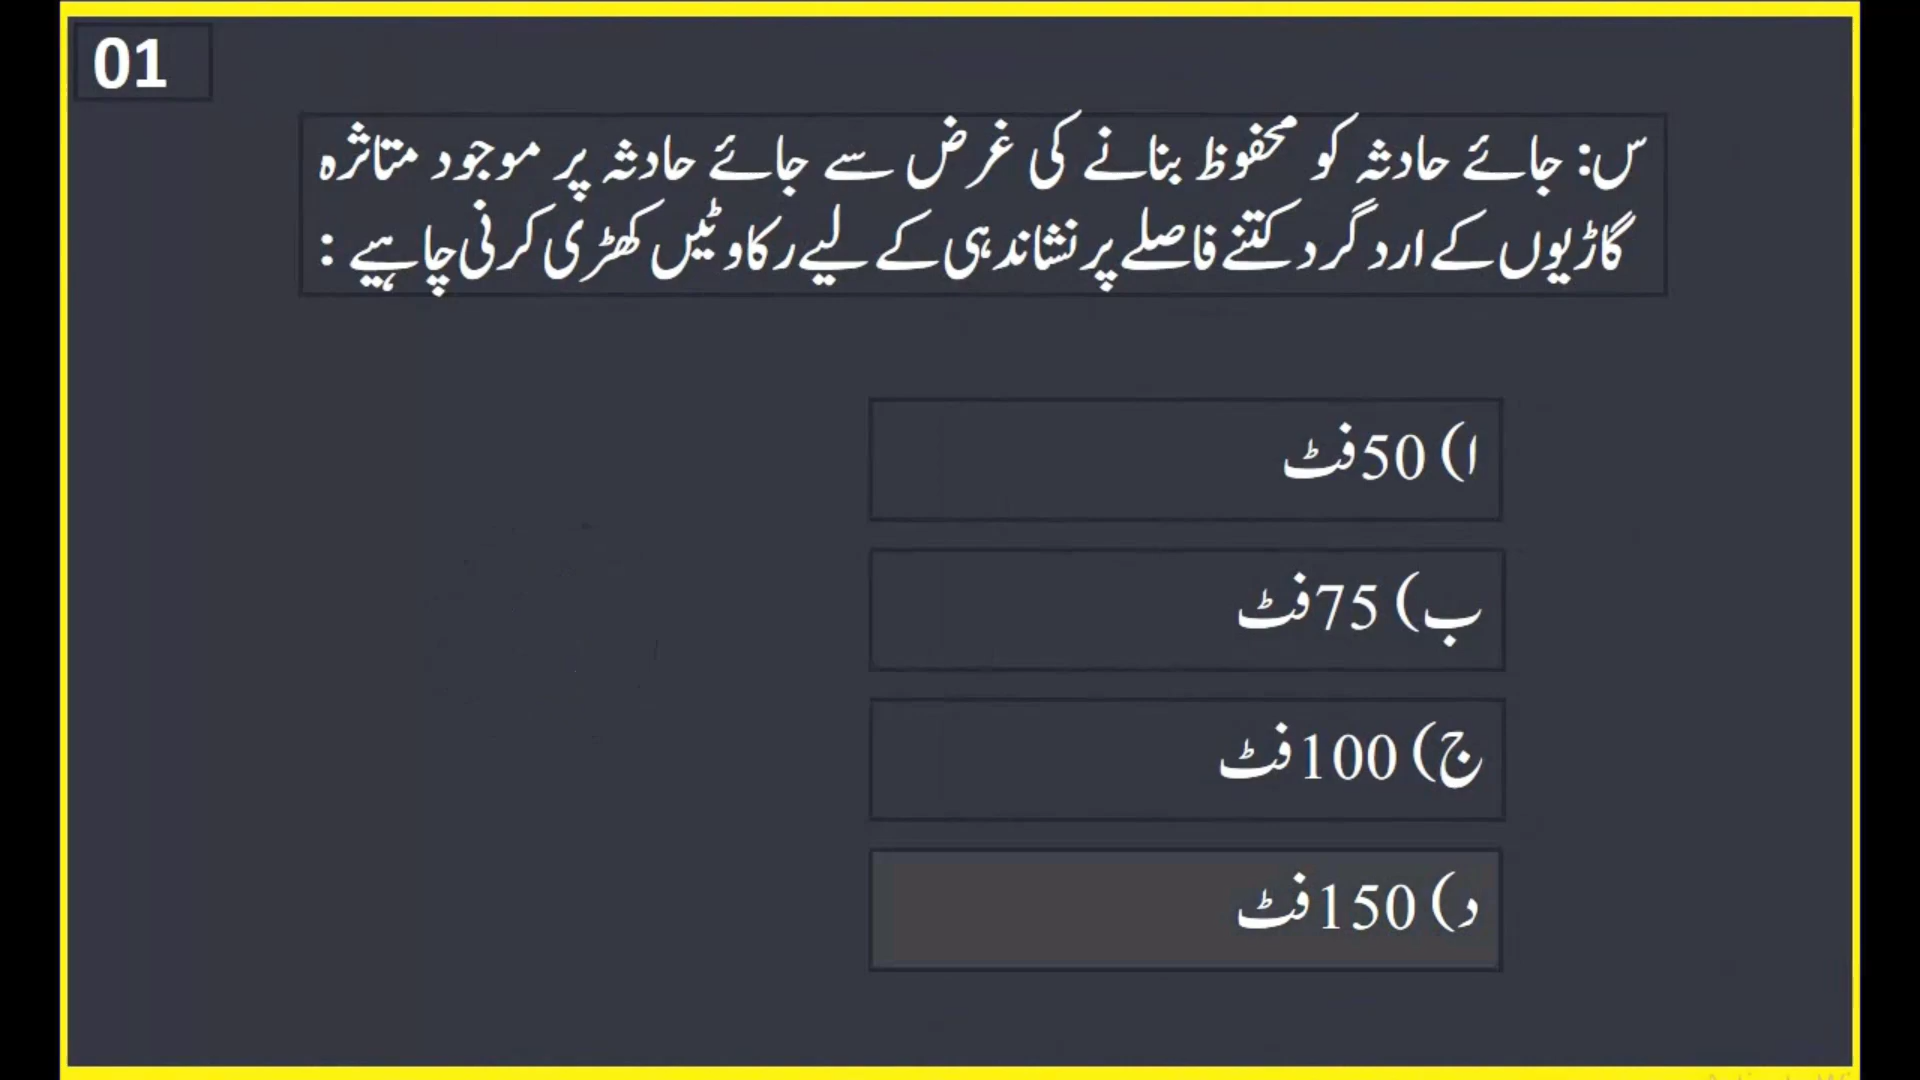 01
س: جائے حادثہ کو محفوظ بنانے کی غرض سے جائے حادثہ پر موجود متاثرہ
گاڑیوں کے ارد گرد کتنے فاصلے پر نشاندہی کے لیے رکاوٹیں کھڑی کرنی چاہیے :
ا) 50فٹ
ب) 75فٹ
ج) 100فٹ
د) 150فٹ